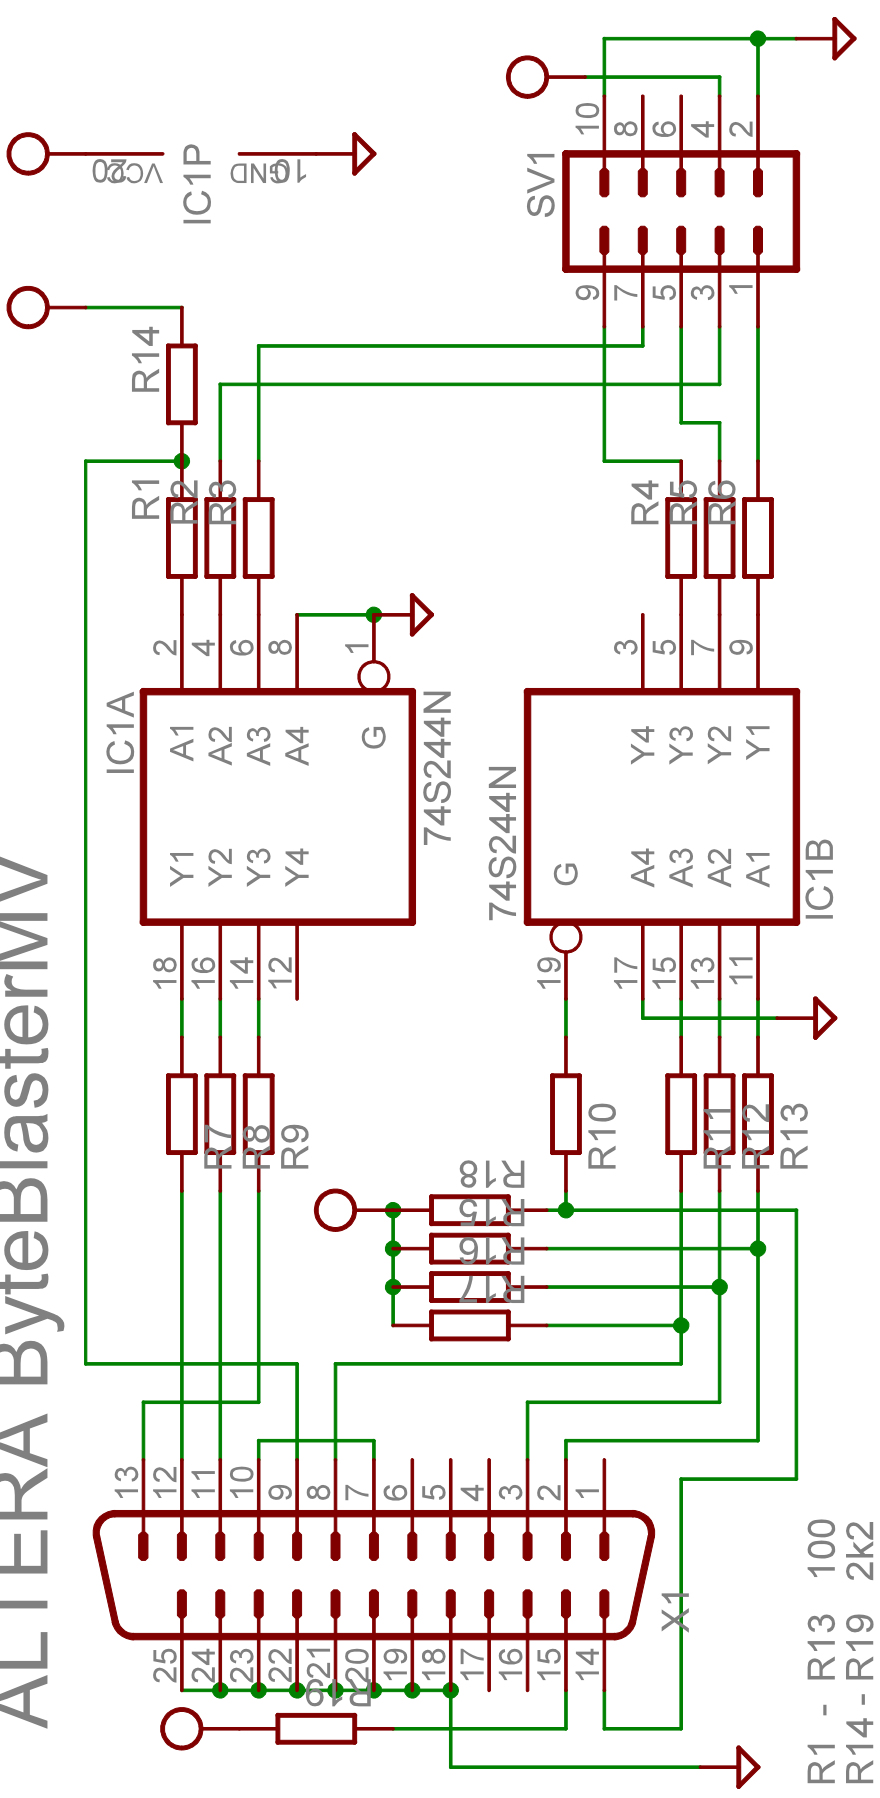 ALTERA ByteBlasterMV
VCC
20
IC1P
GND
10
R14
R1
R2
R3
2
4
6
8
1
IC1A
A1
A2
A3
A4
G
Y1
Y2
Y3
Y4
74S244N
18
16
14
12
R7
R8
R9
SV1
10
8
6
4
2
9
7
5
3
1
R4
R5
R6
3
5
7
9
74S244N
Y4
Y3
Y2
Y1
G
A4
A3
A2
A1
IC1B
19
17
15
13
11
R10
R11
R12
R13
R18
R15
R16
R17
13
12
11
10
9
8
7
6
5
4
3
2
1
X1
25
24
23
22
21
20
19
18
17
16
15
14
R19
R1 - R13 100
R14 - R19 2k2